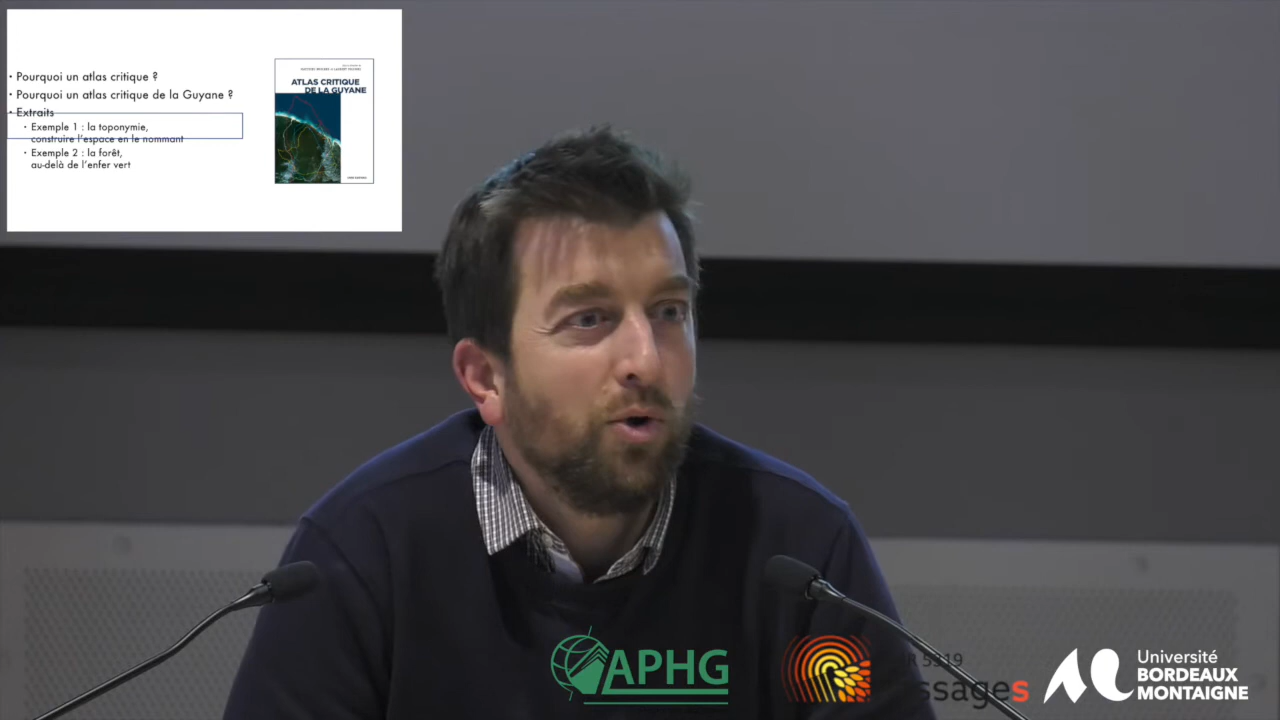 • Pourquoi un atlas critique ?
• Pourquoi un atlas critique de la Guyane ?
• Extraits
• Exemple 1 : la toponymie,
construire l'espace en le nommant
• Exemple 2 : la forêt,
au-delà de l'enfer vert
ATLAS CRITIQUE
DE LA GUYANE
APHG
R 5319
ssages
Université
BORDEAUX
MONTAIGNE